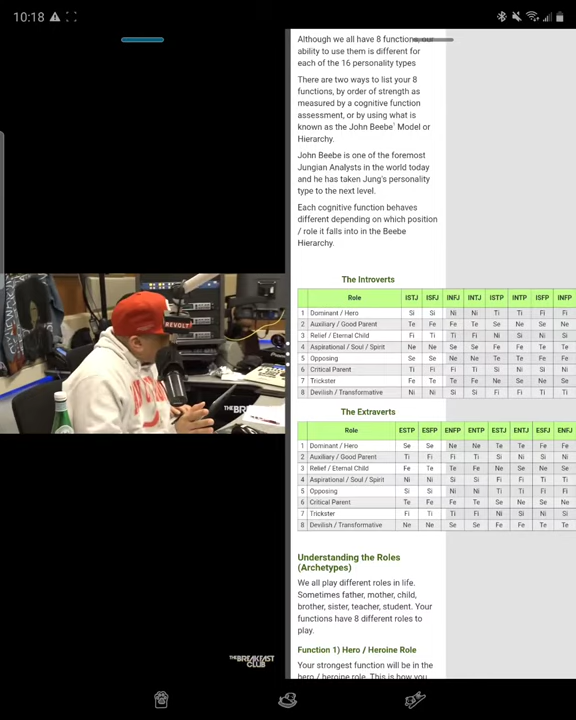 10:18
REVOLT
THE BRE
THE BREAKFAST
CLUB
Although we all have 8 functions, our
ability to use them is different for
each of the 16 personality types
There are two ways to list your 8
functions, by order of strength as
measured by a cognitive function
assessment, or by using what is
known as the John Beebe' Model or
Hierarchy.
John Beebe is one of the foremost
Jungian Analysts in the world today
and he has taken Jung's personality
type to the next level.
Each cognitive function behaves
different depending on which position
/ role it falls into in the Beebe
Hierarchy.
The Introverts
Role ISTJ ISFJ INFJ INTJ ISTP INTP ISFP INFP
1 Dominant / Hero Si Si Ni Ni Ti Ti Fi Fi
2 Auxiliary / Good Parent Te Fe Fe Te Se Ne Se Ne
3 Relief / Eternal Child Fi Ti Ti Fi Ni Si Ni Si
4 Aspirational / Soul / Spirit Ne Ne Se Se Fe Fe Te Te
5 Opposing Se Se Ne Ne Te Te Fe Fe
6 Critical Parent Ti Fi Fi Ti Si Ni Si Ni
7 Trickster Fe Te Te Fe Ne Se Ne Se
8 Devilish / Transformative Ni Ni Si Si Fi Fi Ti Ti
The Extraverts
Role ESTP ESFP ENFP ENTP ESTJ ENTJ ESFJ ENFJ
1 Dominant / Hero Se Se Ne Ne Te Te Fe Fe
2 Auxiliary / Good Parent Ti Fi Fi Ti Si Ni Si Ni
3 Relief / Eternal Child Fe Te Te Fe Ne Se Ne Se
4 Aspirational / Soul / Spirit Ni Ni Si Si Fi Fi Ti Ti
5 Opposing Si Si Ni Ni Ti Ti Fi Fi
6 Critical Parent Te Fe Fe Te Se Ne Se Ne
7 Trickster Fi Ti Ti Fi Ni Si Ni Si
8 Devilish / Transformative Ne Ne Se Se Fe Fe Te Te
Understanding the Roles
(Archetypes)
We all play different roles in life.
Sometimes father, mother, child,
brother, sister, teacher, student. Your
functions have 8 different roles to
play.
Function 1) Hero / Heroine Role
Your strongest function will be in the
hero / heroine role. This is how you